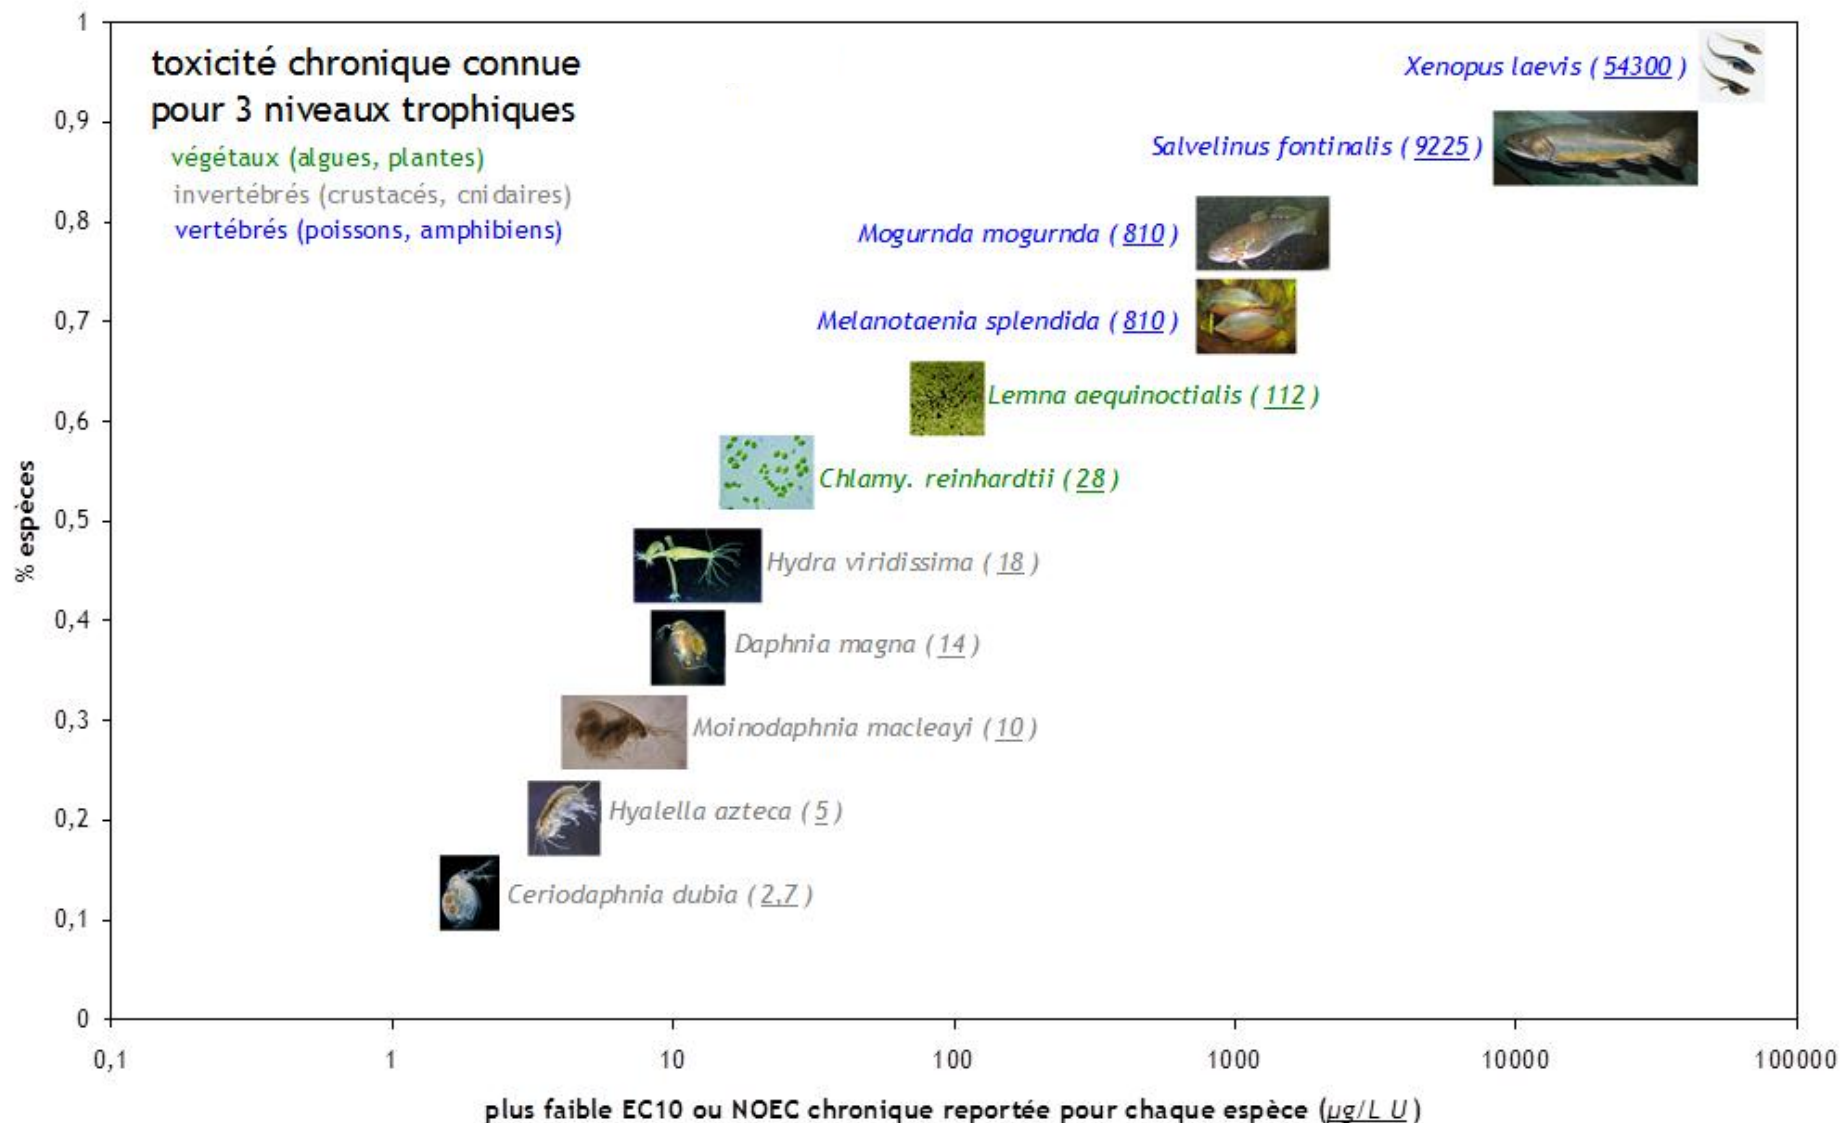 toxicité chronique connue
pour 3 niveaux trophiques
végétaux (algues, plantes)
invertébrés (crustacés, cnidaires)
vertébrés (poissons, amphibiens)
Xenopus laevis (54300)
Salvelinus fontinalis (9225)
Mogurnda mogurnda (810)
Melanotaenia splendida (810)
Lemna aequinoctialis (112)
Chlamy. reinhardtii (28)
Hydra viridissima (18)
Daphnia magna (14)
Moinodaphnia macleayi (10)
Hyalella azteca (5)
Ceriodaphnia dubia (2,7)
% espèces
1
0,9
0,8
0,7
0,6
0,5
0,4
0,3
0,2
0,1
0
0,1 1 10 100 1000 10000 100000
plus faible EC10 ou NOEC chronique reportée pour chaque espèce (µg/L U)